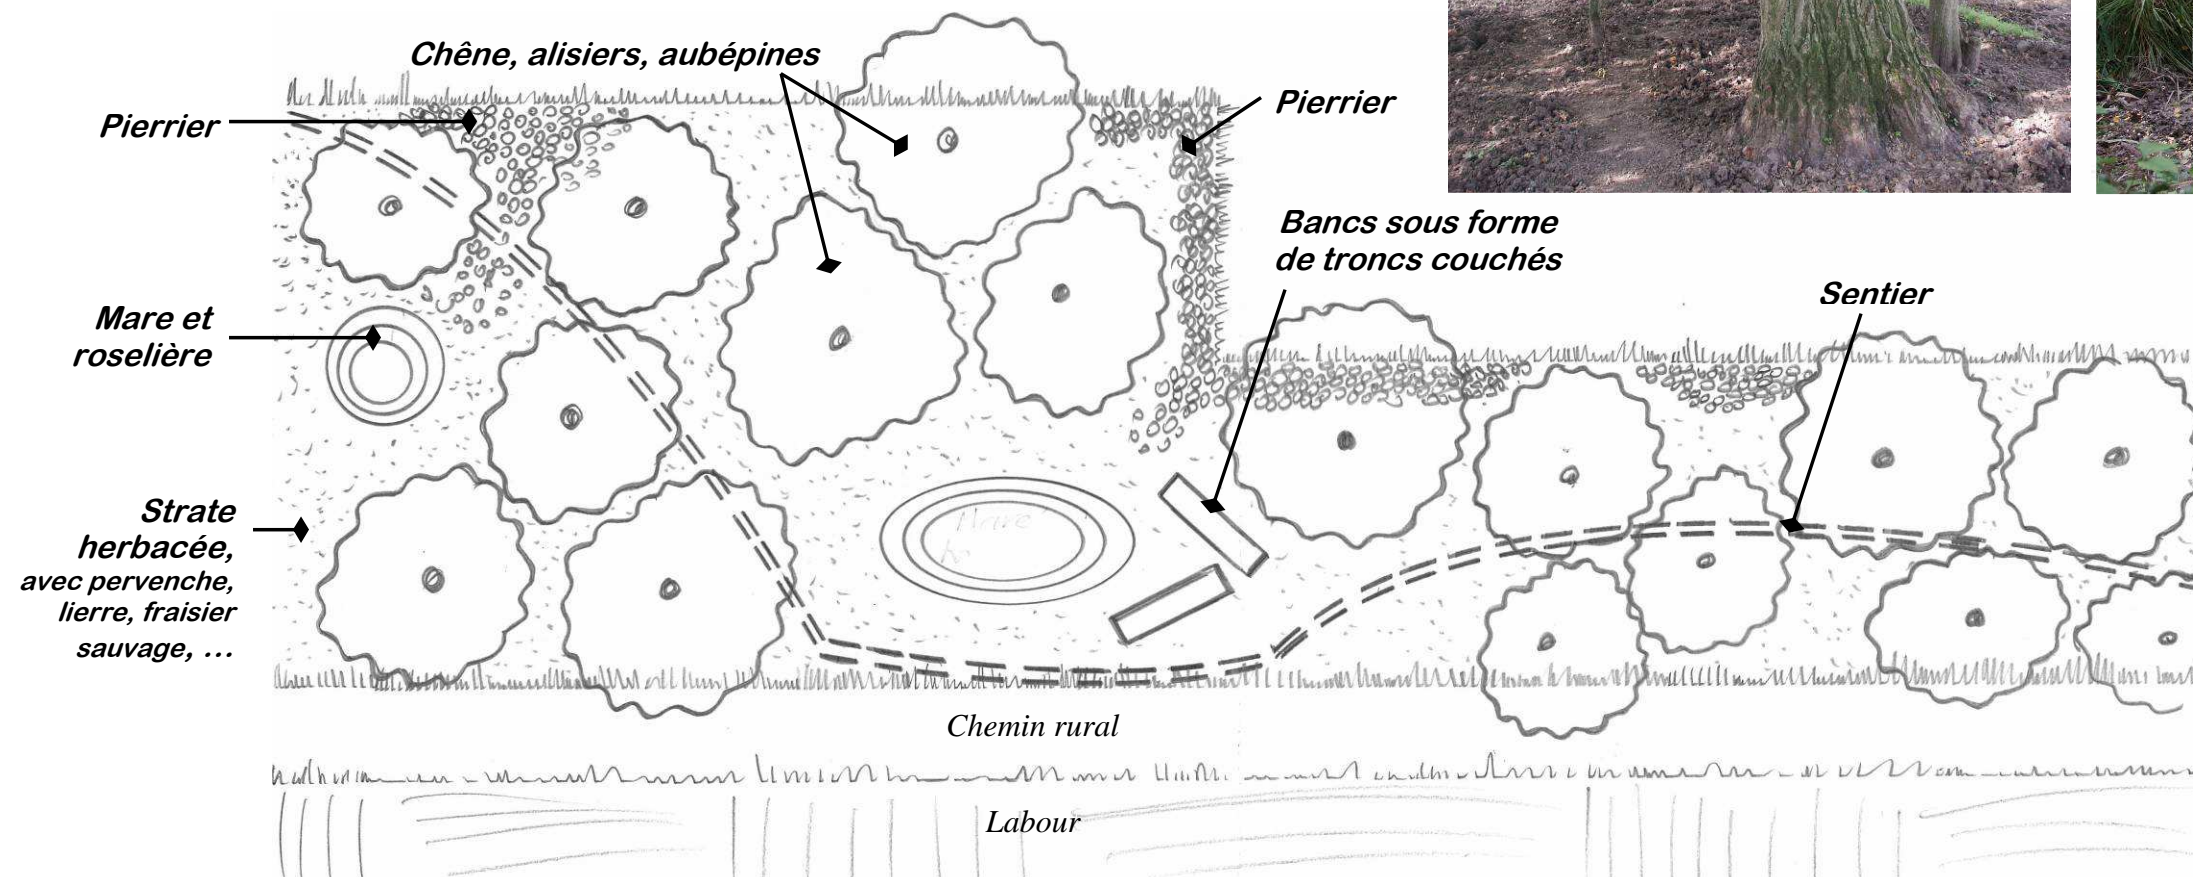 Chêne, alisiers, aubépines
Pierrier
Pierrier
Bancs sous forme
de troncs couchés
Sentier
Mare et
roselière
Strate
herbacée,
avec pervenche,
lierre, fraisier
sauvage, ...
Chemin rural
Labour